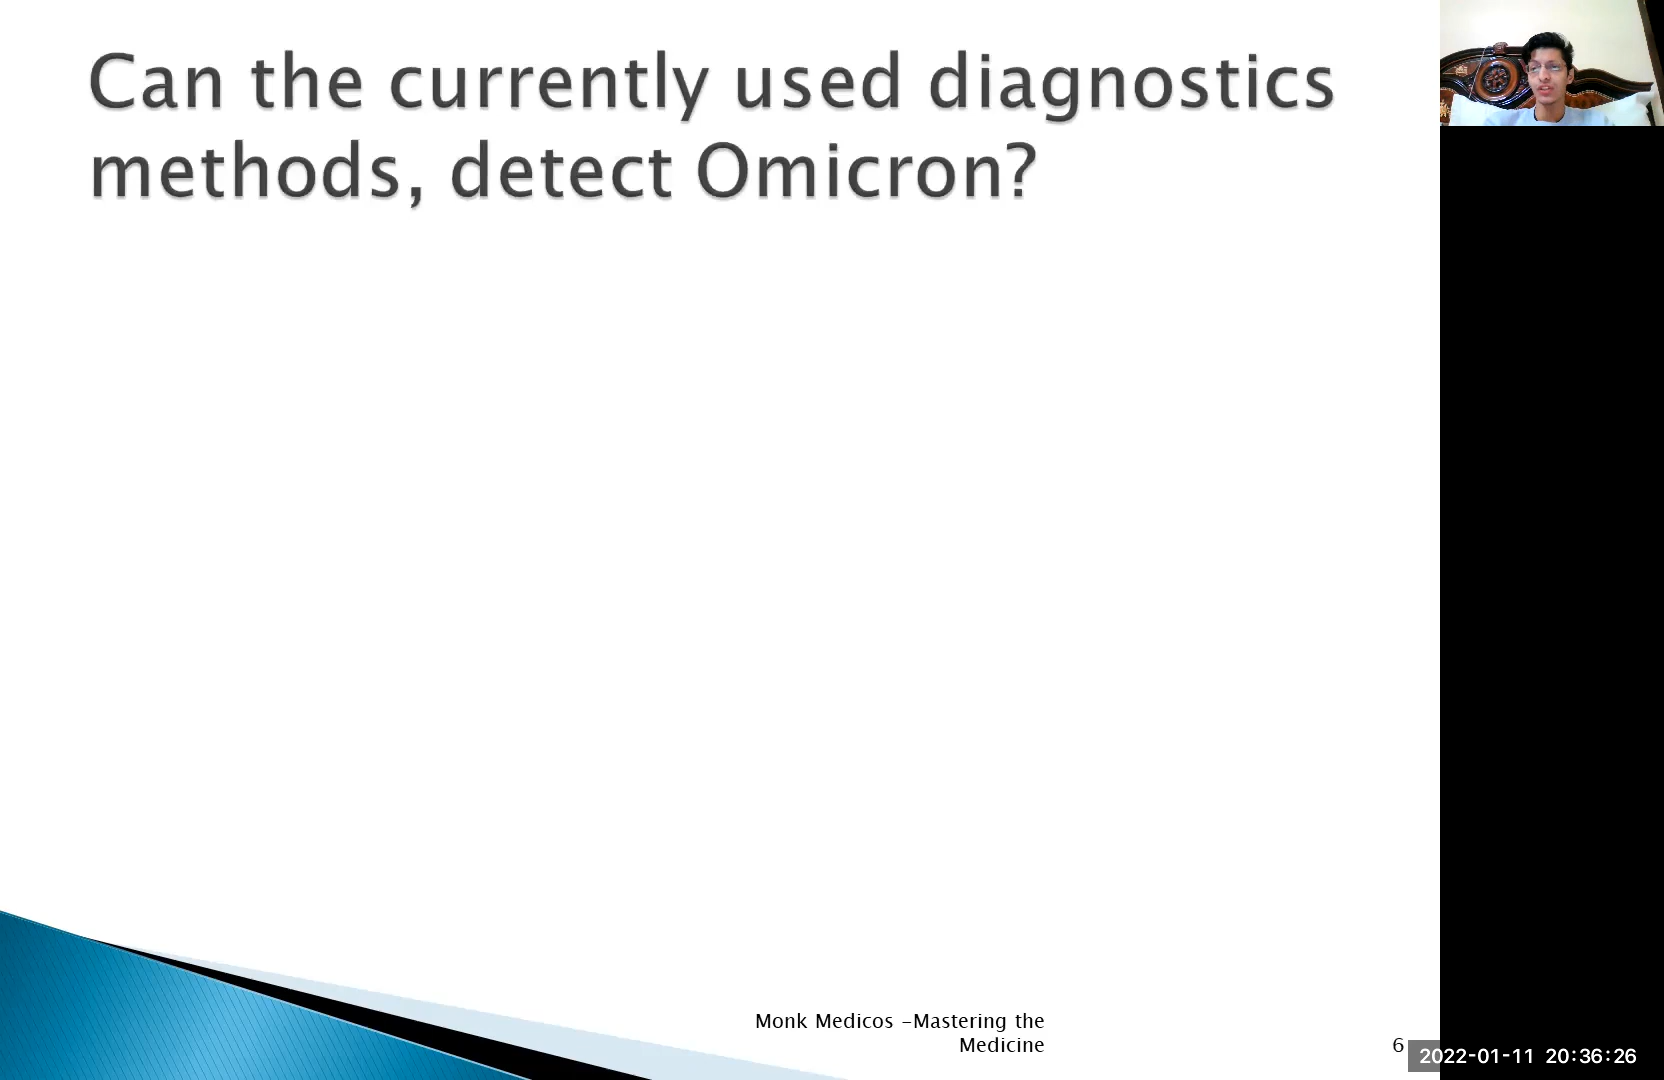 Can the currently used diagnostics
methods, detect Omicron?
Monk Medicos -Mastering the
Medicine
6
2022-01-11 20:36:26